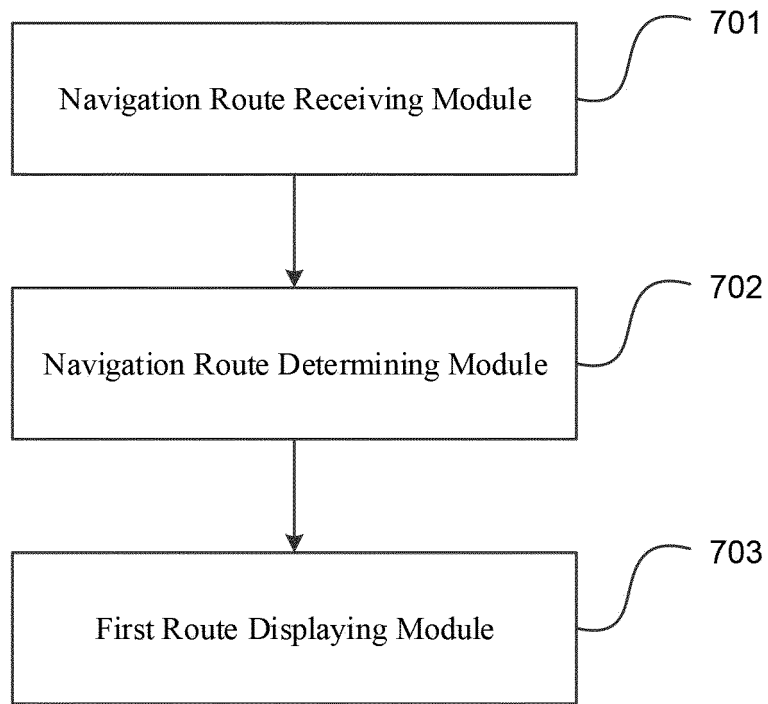 701
Navigation Route Receiving Module
702
Navigation Route Determining Module
703
First Route Displaying Module